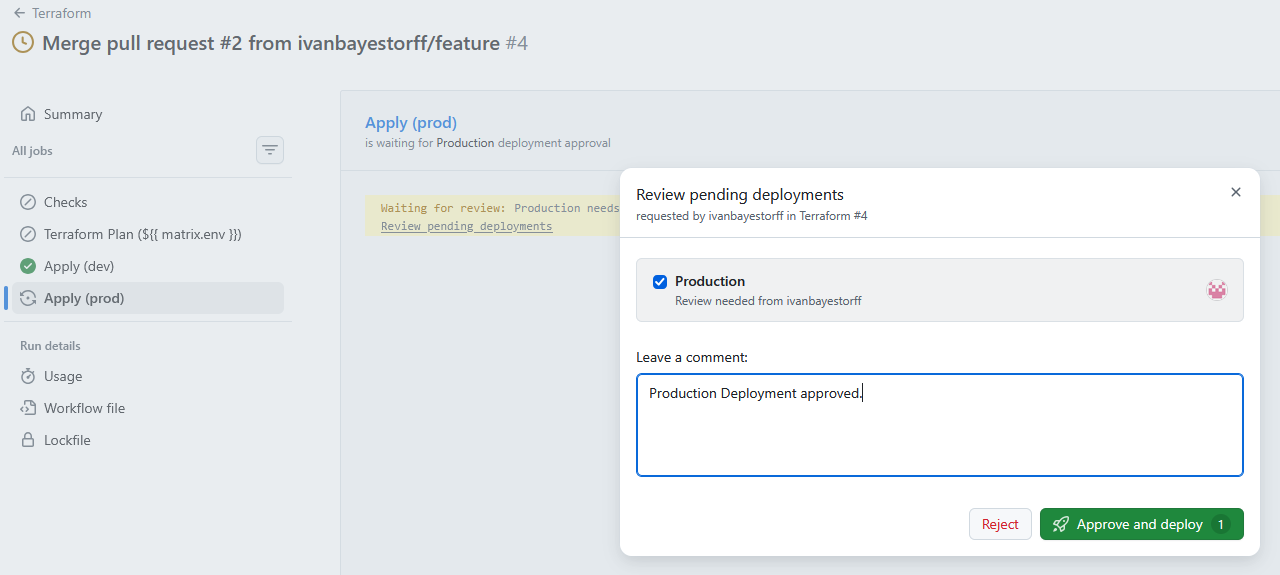 Terraform
Merge pull request #2 from ivanbayestorff/feature #4
Summary
All jobs
Checks
Terraform Plan (${{ matrix.env }})
Apply (dev)
Apply (prod)
Run details
Usage
Workflow file
Lockfile
Apply (prod)
is waiting for Production deployment approval
Waiting for review: Production needs
Review pending deployments
Review pending deployments
requested by ivanbayestorff in Terraform #4
Production
Review needed from ivanbayestorff
Leave a comment:
Production Deployment approved.
Reject
Approve and deploy 1